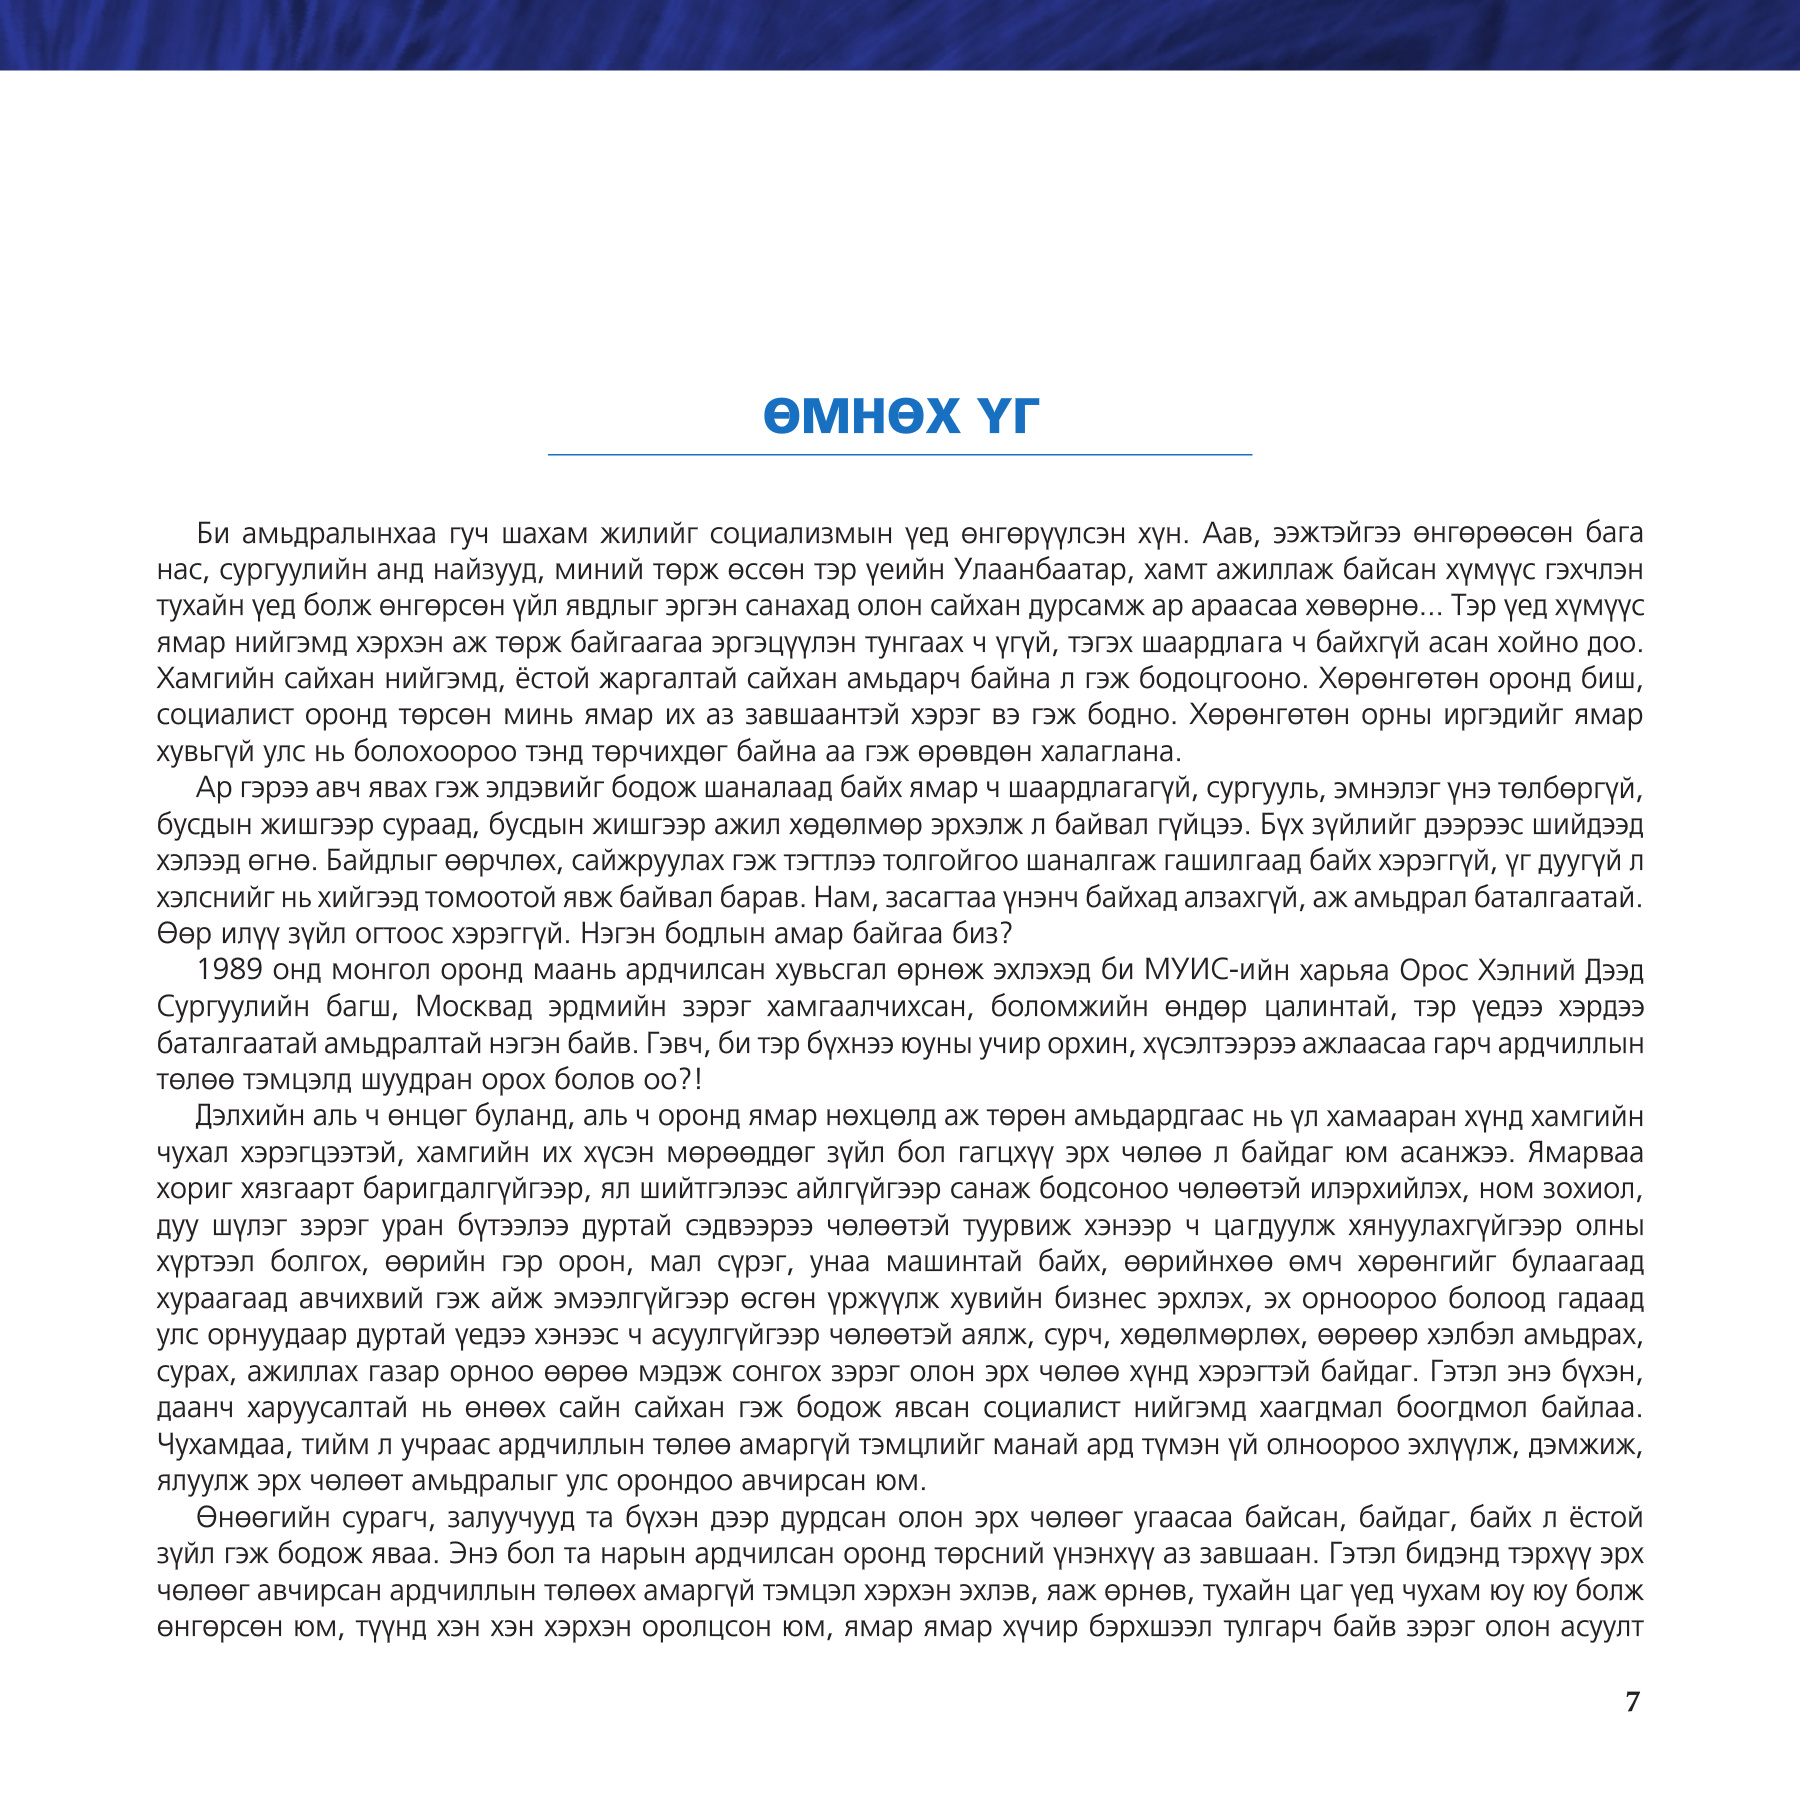 ӨМНӨХ ҮГ
Би амьдралынхаа гуч шахам жилийг социализмын үед өнгөрүүлсэн хүн. Аав, ээжтэйгээ өнгөрөөсөн бага
нас, сургуулийн анд найзууд, миний төрж өссөн тэр үеийн Улаанбаатар, хамт ажиллаж байсан хүмүүс гэхчлэн
тухайн үед болж өнгөрсөн үйл явдлыг эргэн санахад олон сайхан дурсамж ар араасаа хөвөрнө... Тэр үед хүмүүс
ямар нийгэмд хэрхэн аж төрж байгаагаа эргэцүүлэн тунгаах ч үгүй, тэгэх шаардлага ч байхгүй асан хойно доо.
Хамгийн сайхан нийгэмд, ёстой жаргалтай сайхан амьдарч байна л гэж бодоцгооно. Хөрөнгөтөн оронд биш,
социалист оронд төрсөн минь ямар их аз завшаантэй хэрэг вэ гэж бодно. Хөрөнгөтөн орны иргэдийг ямар
хувьгүй улс нь болохоороо тэнд төрчихдөг байна аа гэж өрөвдөн халаглана.
Ар гэрээ авч явах гэж элдэвийг бодож шаналаад байх ямар ч шаардлагагүй, сургууль, эмнэлэг үнэ төлбөргүй,
бусдын жишгээр сураад, бусдын жишгээр ажил хөдөлмөр эрхэлж л байвал гүйцээ. Бүх зүйлийг дээрээс шийдээд
хэлээд өгнө. Байдлыг өөрчлөх, сайжруулах гэж тэгтлээ толгойгоо шаналгаж гашилгаад байх хэрэггүй, үг дуугүй л
хэлснийг нь хийгээд томоотой явж байвал барав. Нам, засагтаа үнэнч байхад алзахгүй, аж амьдрал баталгаатай.
Өөр илүү зүйл огтоос хэрэггүй. Нэгэн бодлын амар байгаа биз?
1989 онд монгол оронд маань ардчилсан хувьсгал өрнөж эхлэхэд би МУИС-ийн харьяа Орос Хэлний Дээд
Сургуулийн багш, Москвад эрдмийн зэрэг хамгаалчихсан, боломжийн өндөр цалинтай, тэр үедээ хэрдээ
баталгаатай амьдралтай нэгэн байв. Гэвч, би тэр бүхнээ юуны учир орхин, хүсэлтээрээ ажлаасаа гарч ардчиллын
төлөө тэмцэлд шуудран орох болов оо?!
Дэлхийн аль ч өнцөг буланд, аль ч оронд ямар нөхцөлд аж төрөн амьдардгаас нь үл хамааран хүнд хамгийн
чухал хэрэгцээтэй, хамгийн их хүсэн мөрөөддөг зүйл бол гагцхүү эрх чөлөө л байдаг юм асанжээ. Ямарваа
хориг хязгаарт баригдалгүйгээр, ял шийтгэлээс айлгүйгээр санаж бодсоноо чөлөөтэй илэрхийлэх, ном зохиол,
дуу шүлэг зэрэг уран бүтээлээ дуртай сэдвээрээ чөлөөтэй туурвиж хэнээр ч цагдуулж хянуулахгүйгээр олны
хүртээл болгох, өөрийн гэр орон, мал сүрэг, унаа машинтай байх, өөрийнхөө өмч хөрөнгийг булаагаад
хураагаад авчихвий гэж айж эмээлгүйгээр өсгөн үржүүлж хувийн бизнес эрхлэх, эх орноороо болоод гадаад
улс орнуудаар дуртай үедээ хэнээс ч асуулгүйгээр чөлөөтэй аялж, сурч, хөдөлмөрлөх, өөрөөр хэлбэл амьдрах,
сурах, ажиллах газар орноо өөрөө мэдэж сонгох зэрэг олон эрх чөлөө хүнд хэрэгтэй байдаг. Гэтэл энэ бүхэн,
даанч харуусалтай нь өнөөх сайн сайхан гэж бодож явсан социалист нийгэмд хаагдмал боогдмол байлаа.
Чухамдаа, тийм л учраас ардчиллын төлөө амаргүй тэмцлийг манай ард түмэн үй олноороо эхлүүлж, дэмжиж,
ялуулж эрх чөлөөт амьдралыг улс орондоо авчирсан юм.
Өнөөгийн сурагч, залуучууд та бүхэн дээр дурдсан олон эрх чөлөөг угаасаа байсан, байдаг, байх л ёстой
зүйл гэж бодож яваа. Энэ бол та нарын ардчилсан оронд төрсний үнэнхүү аз завшаан. Гэтэл бидэнд тэрхүү эрх
чөлөөг авчирсан ардчиллын төлөөх амаргүй тэмцэл хэрхэн эхлэв, яаж өрнөв, тухайн цаг үед чухам юу юу болж
өнгөрсөн юм, түүнд хэн хэн хэрхэн оролцсон юм, ямар ямар хүчир бэрхшээл тулгарч байв зэрэг олон асуулт
7